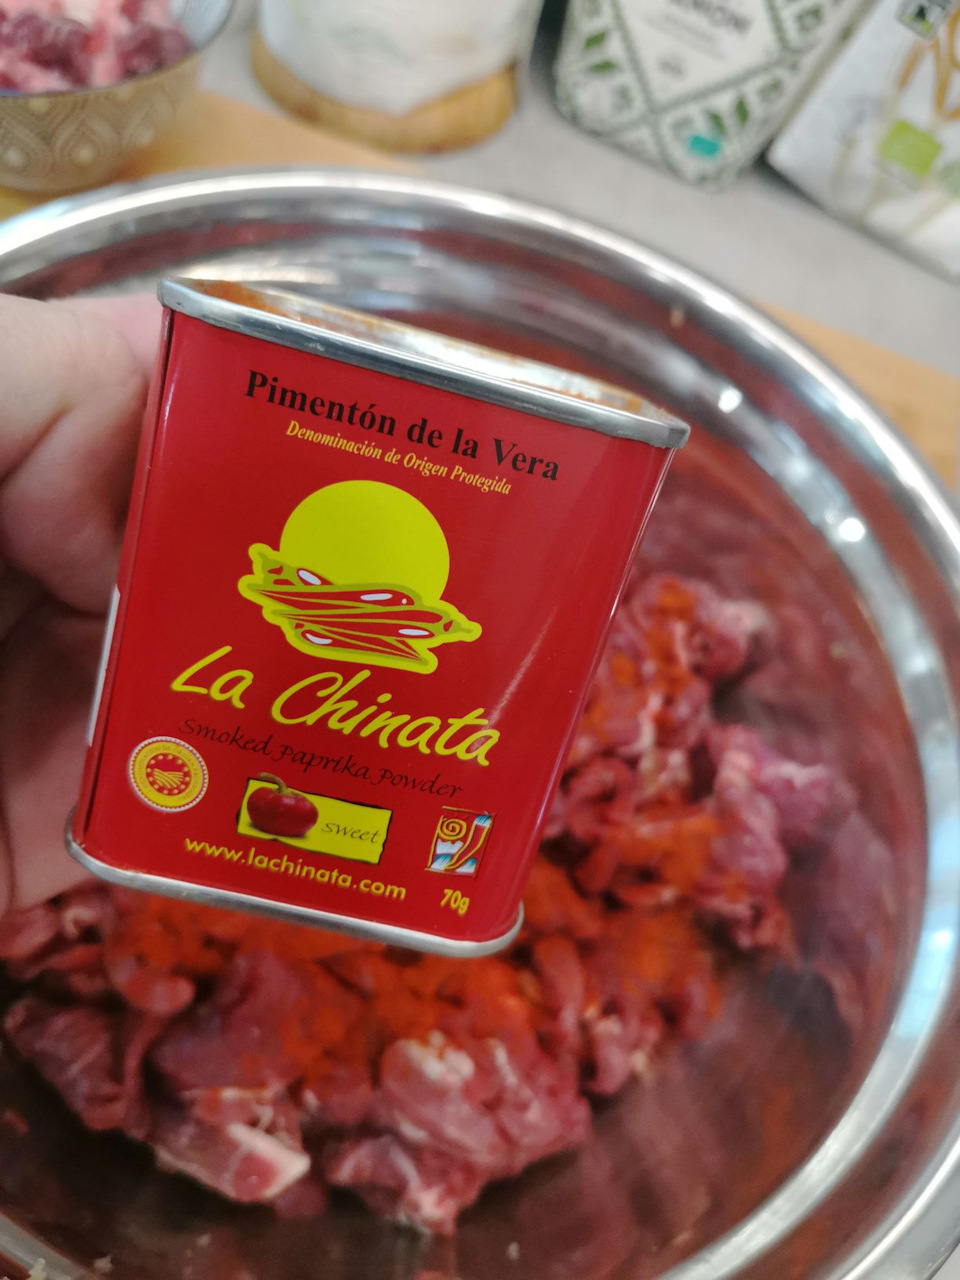 Pimentón de la Vera
Denominación de Origen Protegida
La Chinata
Smoked Paprika Powder
sweet
www.lachinata.com
70g